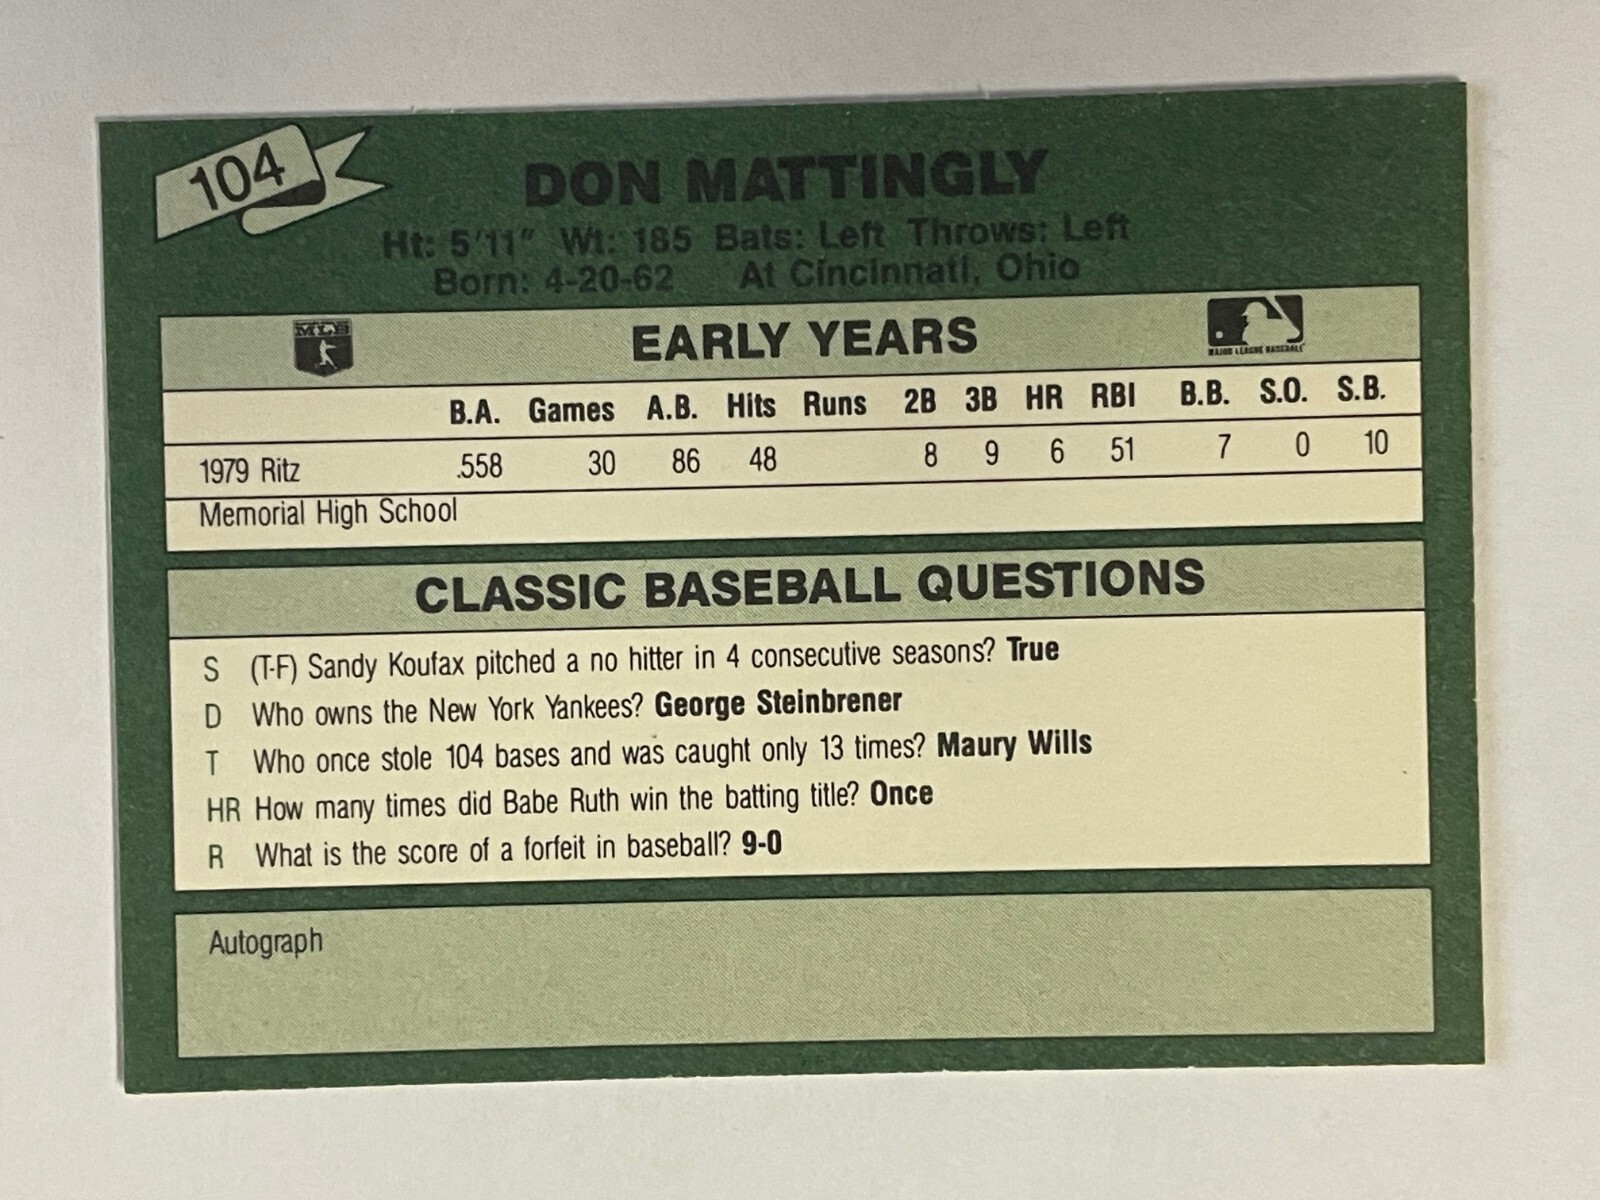 104
DON MATTINGLY
Ht: 5'11" Wt: 185 Bats: Left Throws: Left
Born: 4-20-62 At Cincinnati, Ohio
MLB
EARLY YEARS
MAJOR LEAGUE BASEBALL
B.A. Games A.B. Hits Runs 2B 3B HR RBI B.B. S.O. S.B.
1979 Ritz .558 30 86 48 8 9 6 51 7 0 10
Memorial High School
CLASSIC BASEBALL QUESTIONS
S (T-F) Sandy Koufax pitched a no hitter in 4 consecutive seasons? True
D Who owns the New York Yankees? George Steinbrener
T Who once stole 104 bases and was caught only 13 times? Maury Wills
HR How many times did Babe Ruth win the batting title? Once
R What is the score of a forfeit in baseball? 9-0
Autograph